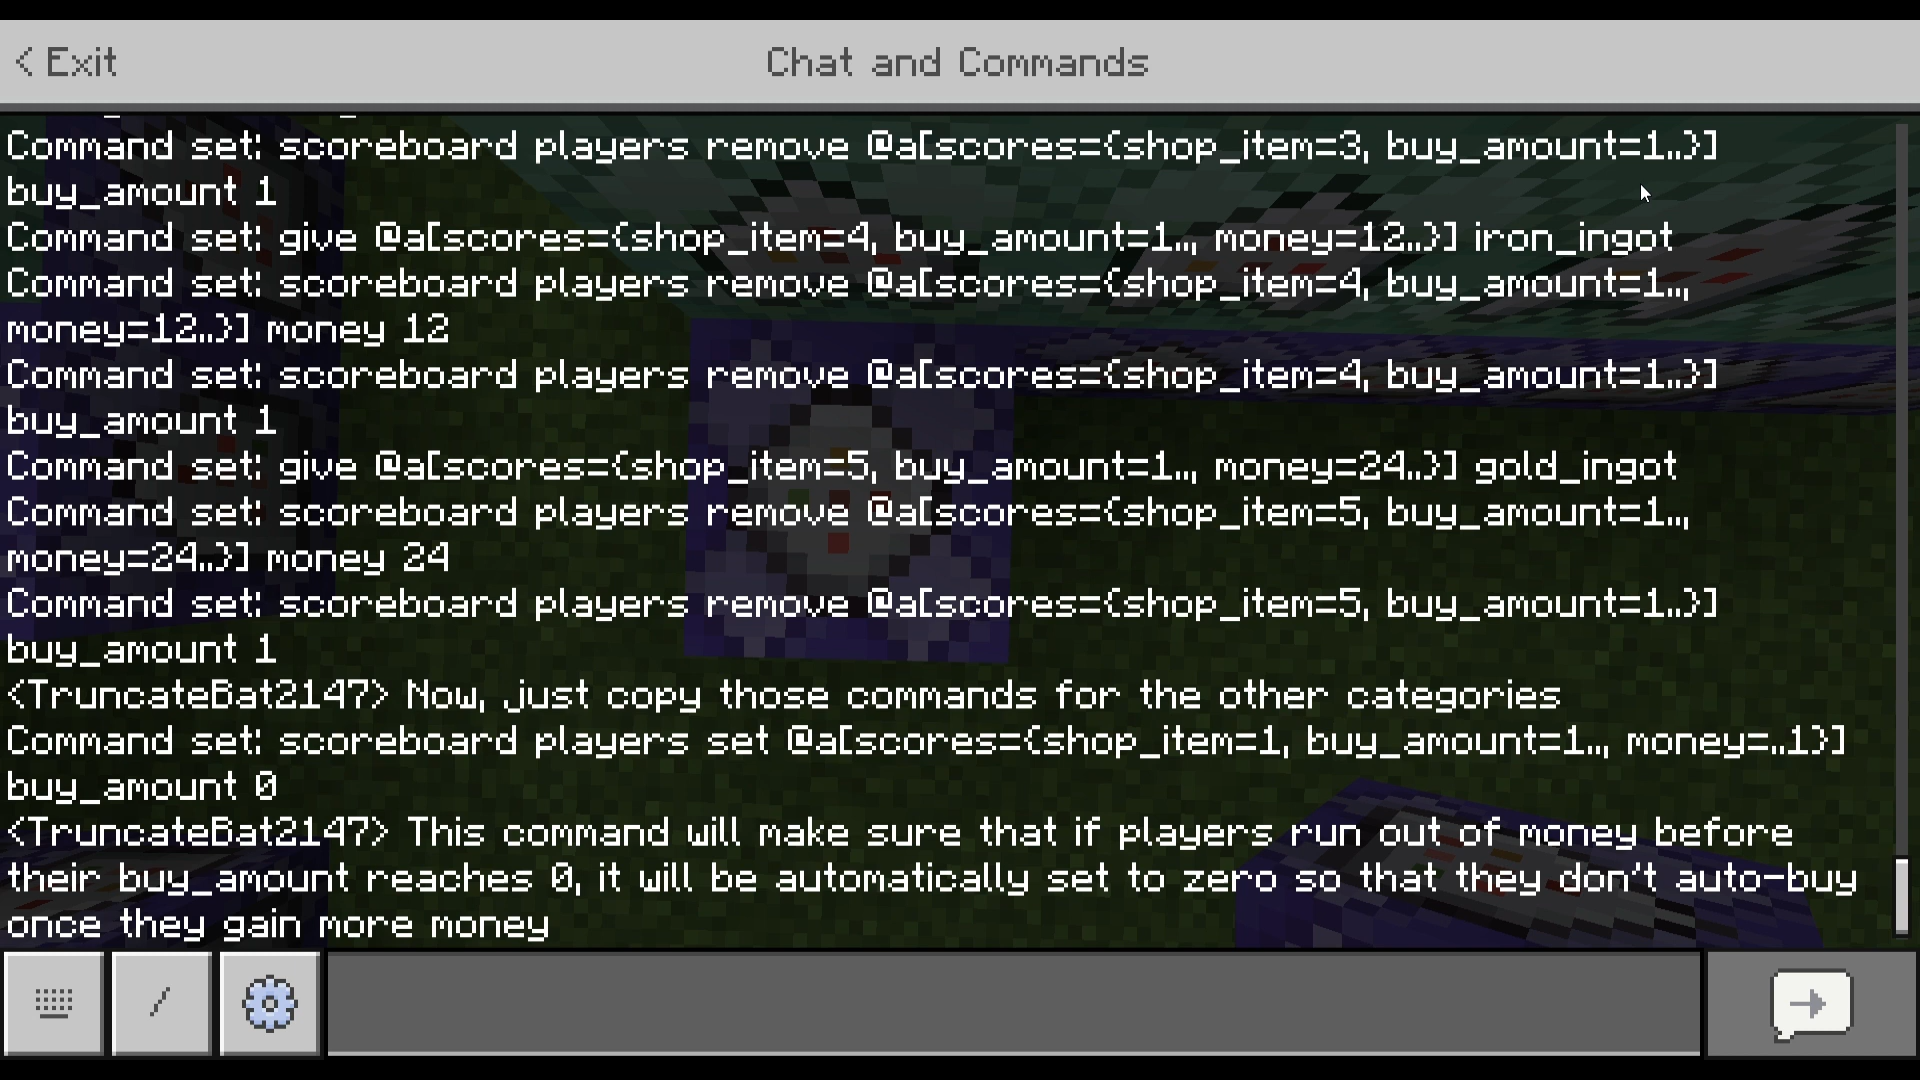 < Exit
Chat and Commands
Command set: scoreboard players remove @a[scores={shop_item=3, buy_amount=1..}]
buy_amount 1
Command set: give @a[scores={shop_item=4, buy_amount=1.., money=12..}] iron_ingot
Command set: scoreboard players remove @a[scores={shop_item=4, buy_amount=1..,
money=12..}] money 12
Command set: scoreboard players remove @a[scores={shop_item=4, buy_amount=1..}]
buy_amount 1
Command set: give @a[scores={shop_item=5, buy_amount=1.., money=24..}] gold_ingot
Command set: scoreboard players remove @a[scores={shop_item=5, buy_amount=1..,
money=24..}] money 24
Command set: scoreboard players remove @a[scores={shop_item=5, buy_amount=1..}]
buy_amount 1
<TruncateBat2147> Now, just copy those commands for the other categories
Command set: scoreboard players set @a[scores={shop_item=1, buy_amount=1.., money=..1}]
buy_amount 0
<TruncateBat2147> This command will make sure that if players run out of money before
their buy_amount reaches 0, it will be automatically set to zero so that they don't auto-buy
once they gain more money
/